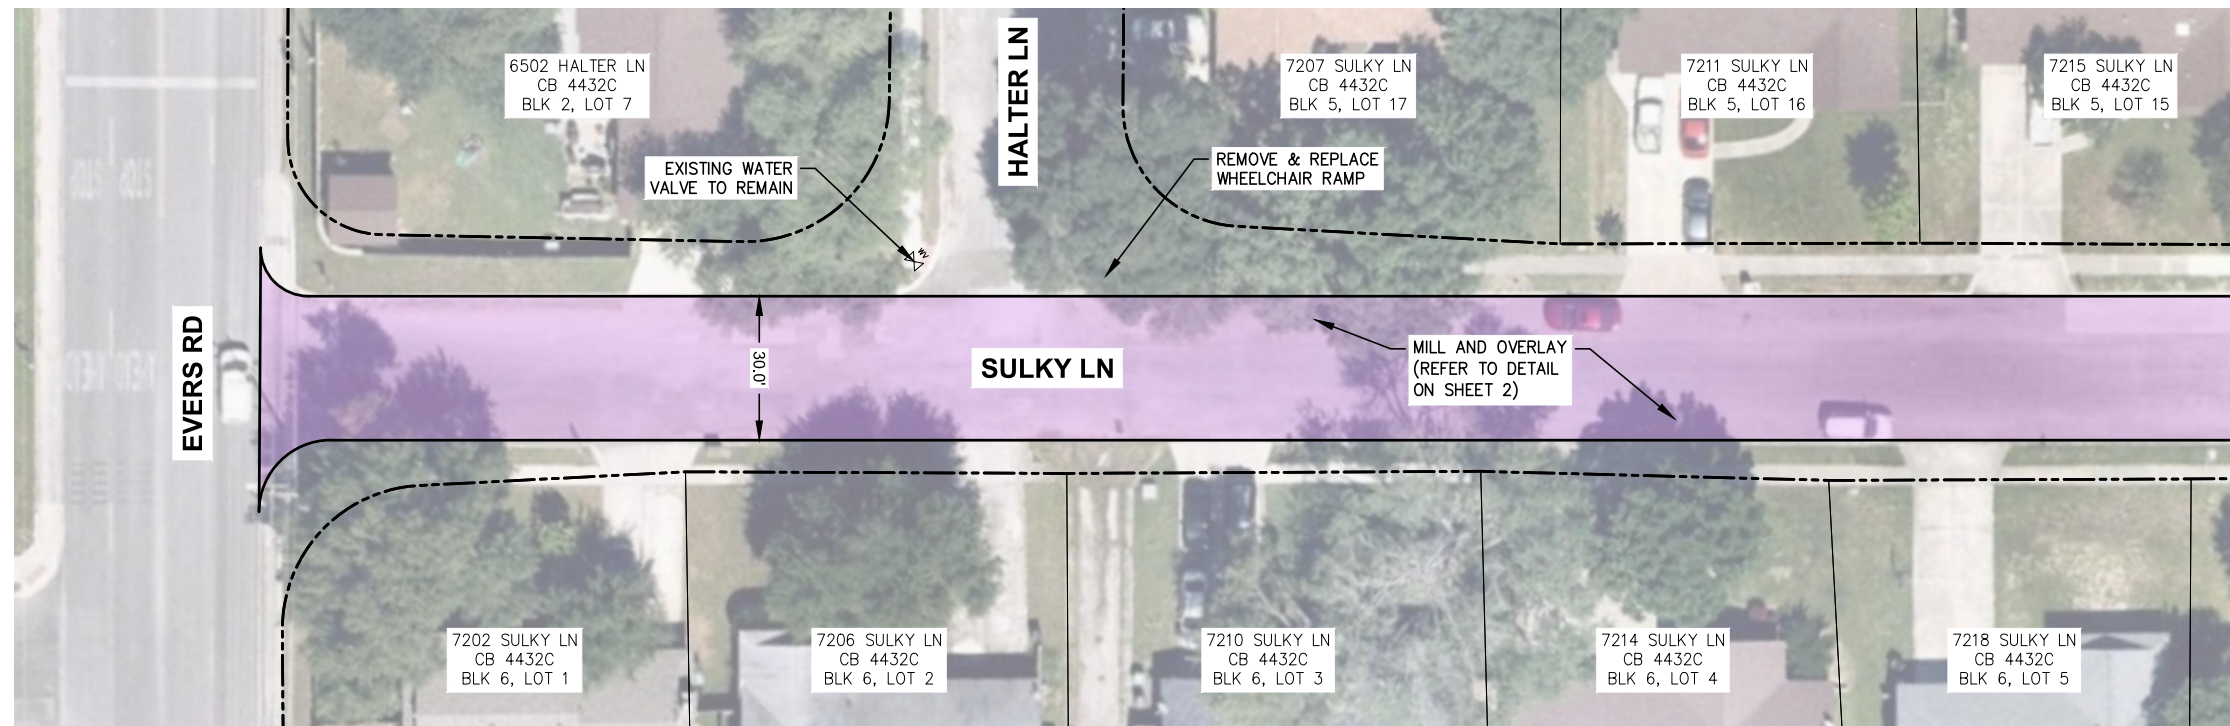 6502 HALTER LN
CB 4432C
BLK 2, LOT 7
HALTER LN
7207 SULKY LN
CB 4432C
BLK 5, LOT 17
7211 SULKY LN
CB 4432C
BLK 5, LOT 16
7215 SULKY LN
CB 4432C
BLK 5, LOT 15
EXISTING WATER
VALVE TO REMAIN
REMOVE & REPLACE
WHEELCHAIR RAMP
STOP STOP
EVERS RD
30.0'
SULKY LN
MILL AND OVERLAY
(REFER TO DETAIL
ON SHEET 2)
7202 SULKY LN
CB 4432C
BLK 6, LOT 1
7206 SULKY LN
CB 4432C
BLK 6, LOT 2
7210 SULKY LN
CB 4432C
BLK 6, LOT 3
7214 SULKY LN
CB 4432C
BLK 6, LOT 4
7218 SULKY LN
CB 4432C
BLK 6, LOT 5